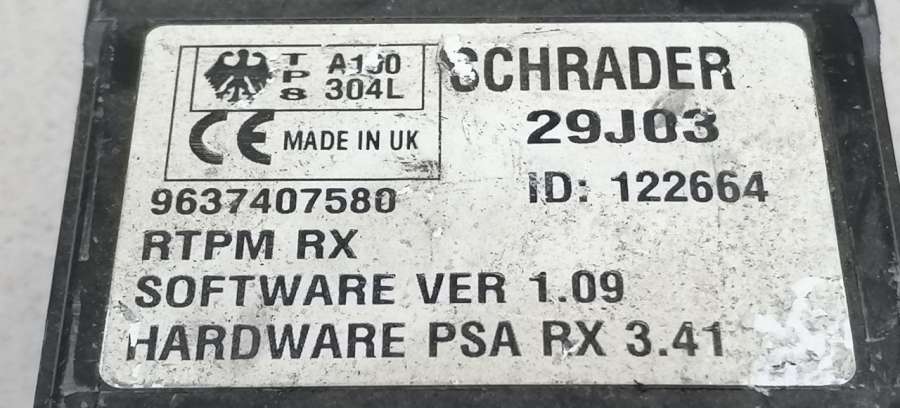 TPS
A130
304L
SCHRADER
29J03
CE MADE IN UK
ID: 122664
9637407580
RTPM RX
SOFTWARE VER 1.09
HARDWARE PSA RX 3.41